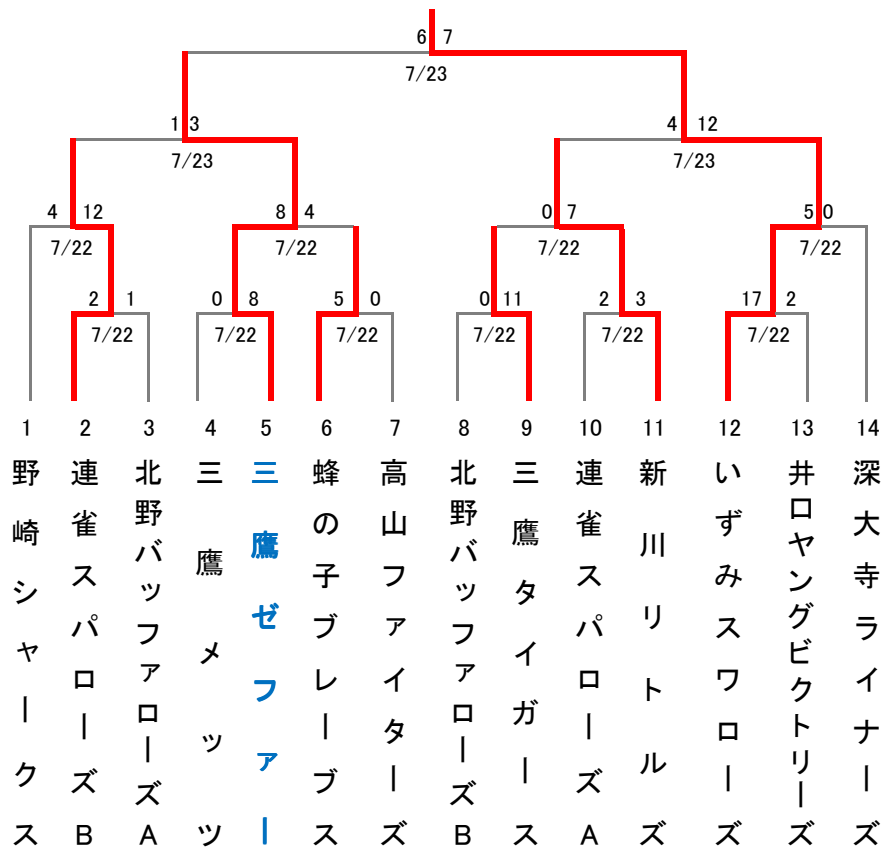 6 7
7/23
1 3
7/23
4 12
7/23
4 12
7/22
8 4
7/22
0 7
7/22
5 0
7/22
2 1
7/22
0 8
7/22
5 0
7/22
0 11
7/22
2 3
7/22
17 2
7/22
1 野崎シャークス
2 連雀スパローズB
3 北野バッファローズA
4 三鷹メッツ
5 三鷹ゼファー
6 蜂の子ブレーブス
7 高山ファイターズ
8 北野バッファローズB
9 三鷹タイガース
10 連雀スパローズA
11 新川リトルズ
12 いずみスワローズ
13 井口ヤングビクトリーズ
14 深大寺ライナーズ